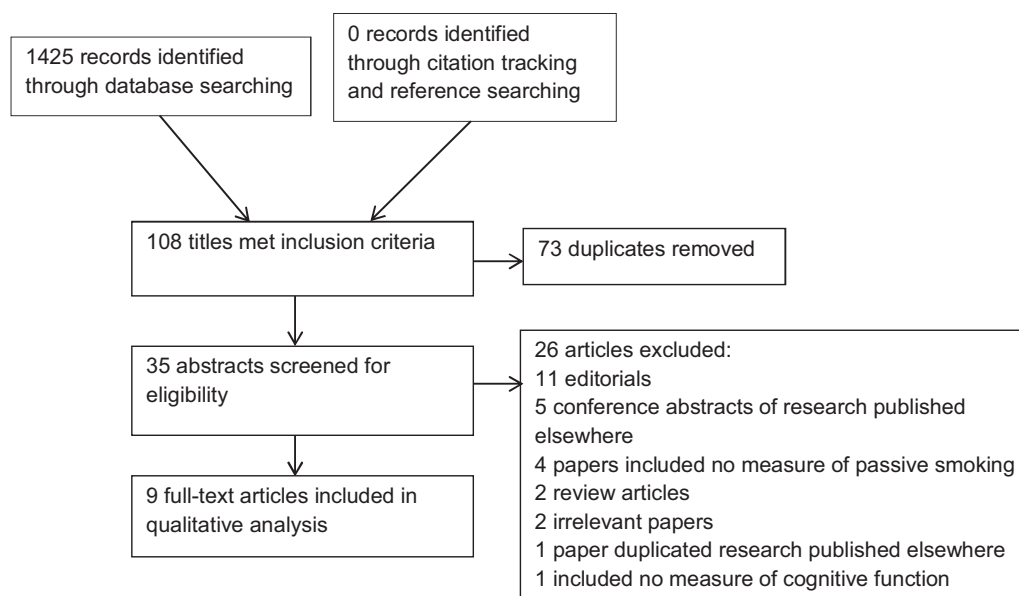 1425 records identified
through database searching
0 records identified
through citation tracking
and reference searching
108 titles met inclusion criteria
73 duplicates removed
35 abstracts screened for
eligibility
26 articles excluded:
11 editorials
5 conference abstracts of research published
elsewhere
4 papers included no measure of passive smoking
2 review articles
2 irrelevant papers
1 paper duplicated research published elsewhere
1 included no measure of cognitive function
9 full-text articles included in
qualitative analysis